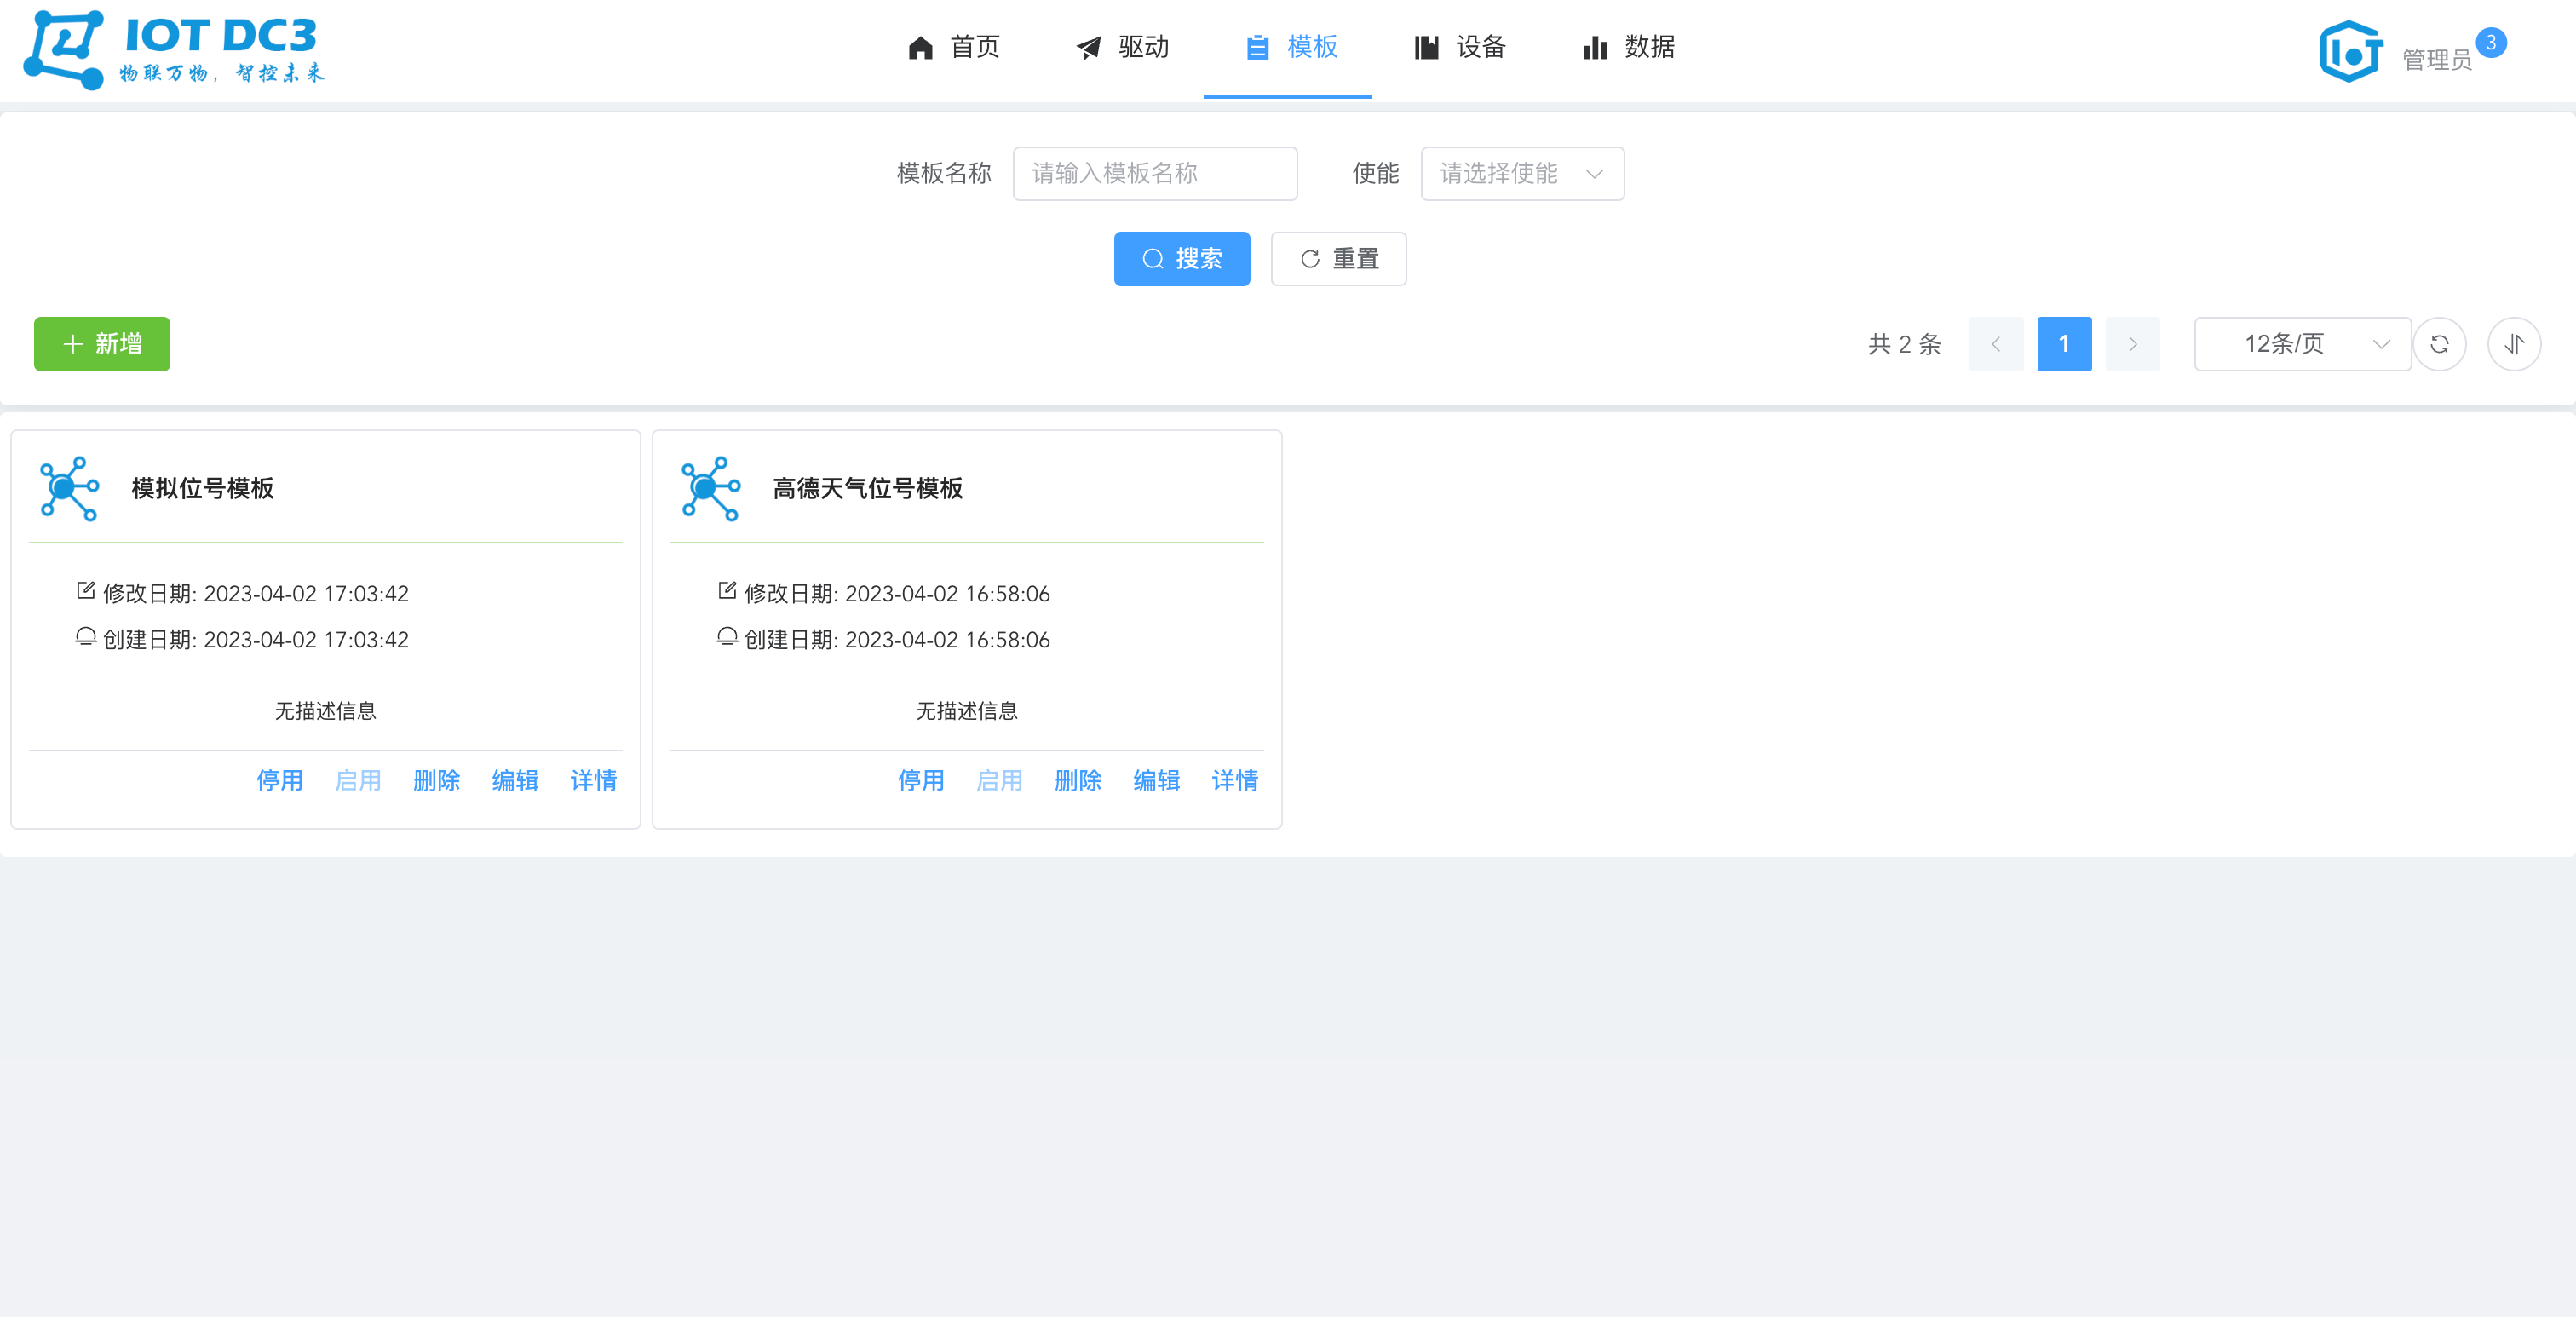 IOT DC3
物联万物，智控未来
首页 驱动 模板 设备 数据
管理员 3
模板名称 请输入模板名称 使能 请选择使能
搜索 重置
新增 共 2 条 1 12条/页
模拟位号模板
修改日期: 2023-04-02 17:03:42
创建日期: 2023-04-02 17:03:42
无描述信息
停用 启用 删除 编辑 详情
高德天气位号模板
修改日期: 2023-04-02 16:58:06
创建日期: 2023-04-02 16:58:06
无描述信息
停用 启用 删除 编辑 详情